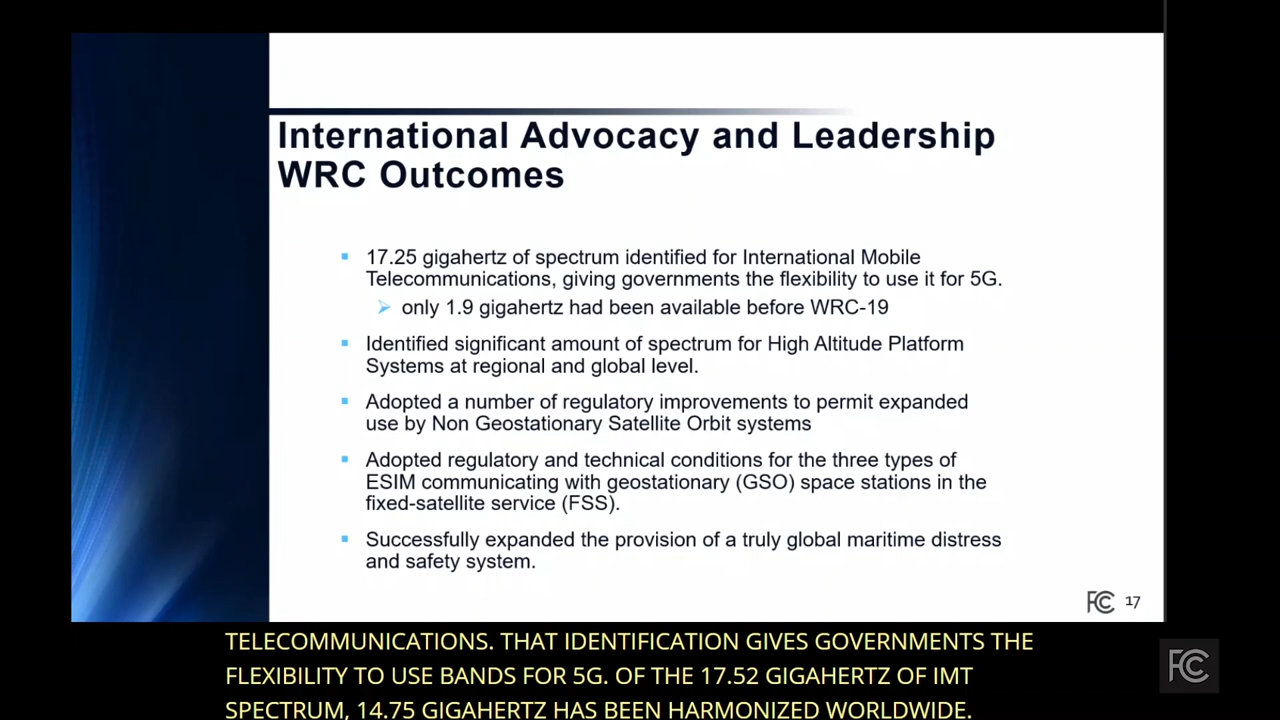 International Advocacy and Leadership
WRC Outcomes
17.25 gigahertz of spectrum identified for International Mobile
Telecommunications, giving governments the flexibility to use it for 5G.
only 1.9 gigahertz had been available before WRC-19
Identified significant amount of spectrum for High Altitude Platform
Systems at regional and global level.
Adopted a number of regulatory improvements to permit expanded
use by Non Geostationary Satellite Orbit systems
Adopted regulatory and technical conditions for the three types of
ESIM communicating with geostationary (GSO) space stations in the
fixed-satellite service (FSS).
Successfully expanded the provision of a truly global maritime distress
and safety system.
FCC 17
TELECOMMUNICATIONS. THAT IDENTIFICATION GIVES GOVERNMENTS THE
FLEXIBILITY TO USE BANDS FOR 5G. OF THE 17.52 GIGAHERTZ OF IMT
SPECTRUM, 14.75 GIGAHERTZ HAS BEEN HARMONIZED WORLDWIDE.
FCC